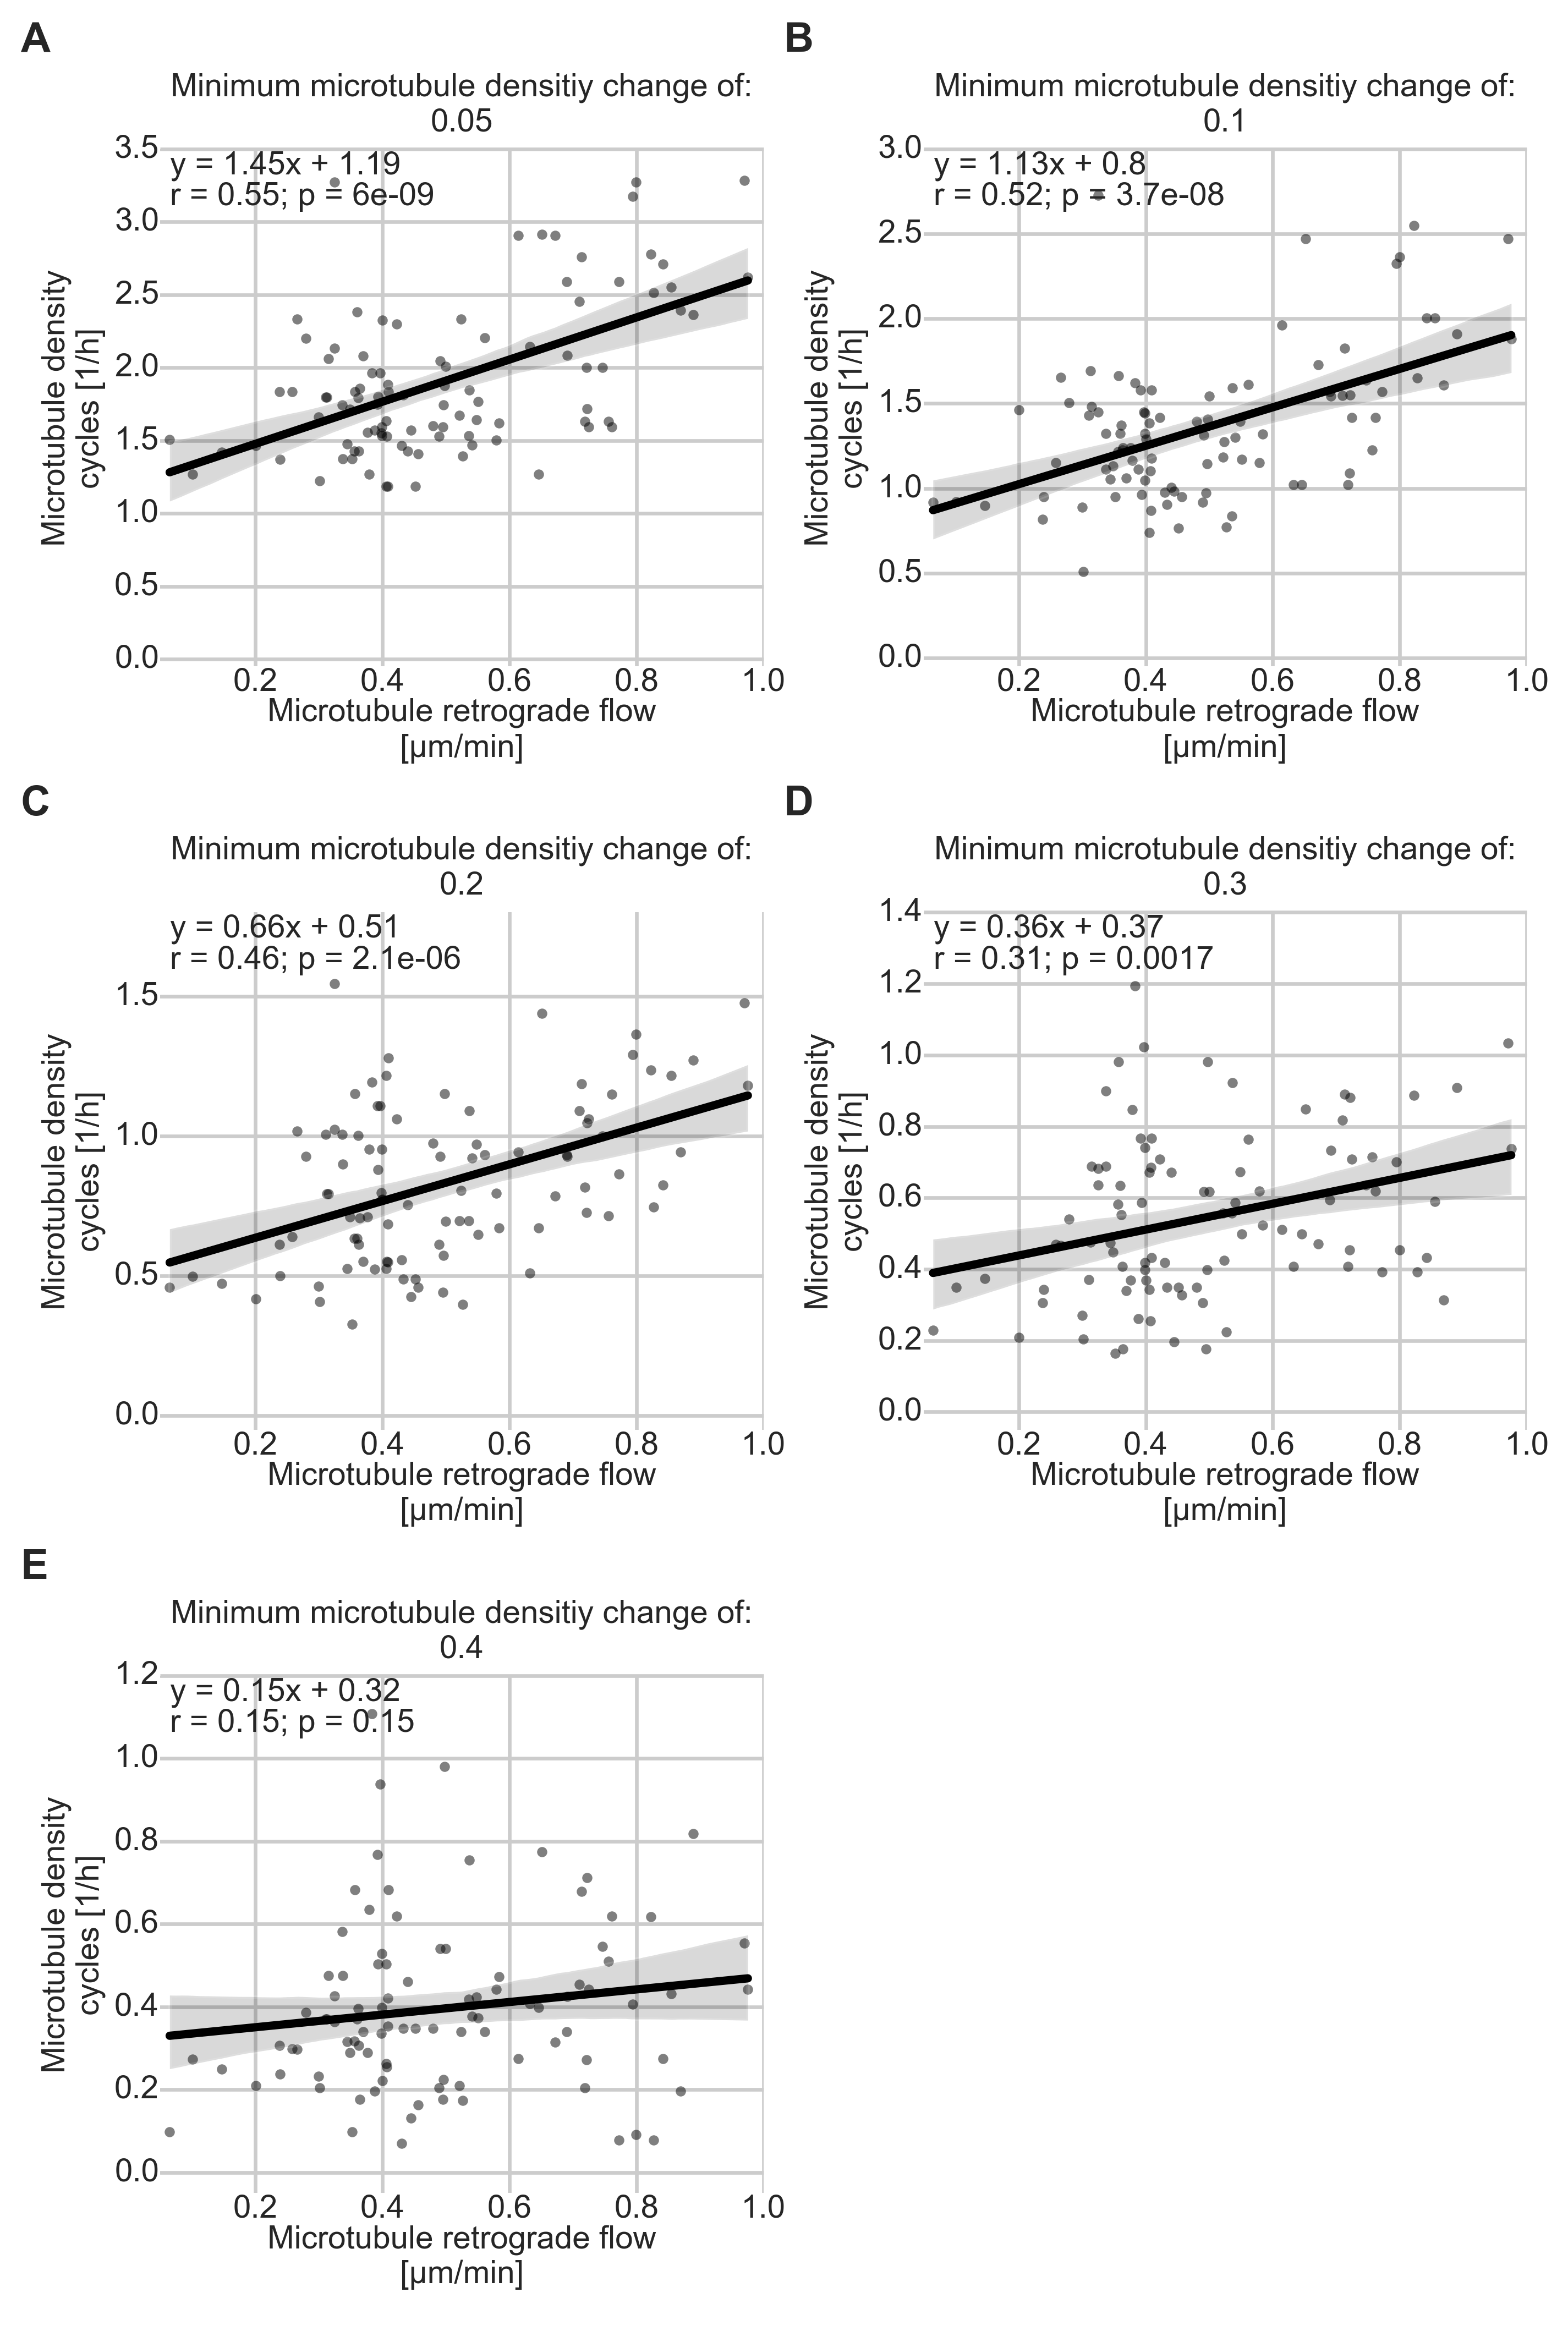 A
Minimum microtubule densitiy change of:
0.05
y = 1.45x + 1.19
r = 0.55; p = 6e-09
3.5
3.0
2.5
2.0
1.5
1.0
0.5
0.0
Microtubule density
cycles [1/h]
0.2 0.4 0.6 0.8 1.0
Microtubule retrograde flow
[µm/min]
B
Minimum microtubule densitiy change of:
0.1
y = 1.13x + 0.8
r = 0.52; p = 3.7e-08
3.0
2.5
2.0
1.5
1.0
0.5
0.0
Microtubule density
cycles [1/h]
0.2 0.4 0.6 0.8 1.0
Microtubule retrograde flow
[µm/min]
C
Minimum microtubule densitiy change of:
0.2
y = 0.66x + 0.51
r = 0.46; p = 2.1e-06
1.5
1.0
0.5
0.0
Microtubule density
cycles [1/h]
0.2 0.4 0.6 0.8 1.0
Microtubule retrograde flow
[µm/min]
D
Minimum microtubule densitiy change of:
0.3
y = 0.36x + 0.37
r = 0.31; p = 0.0017
1.4
1.2
1.0
0.8
0.6
0.4
0.2
0.0
Microtubule density
cycles [1/h]
0.2 0.4 0.6 0.8 1.0
Microtubule retrograde flow
[µm/min]
E
Minimum microtubule densitiy change of:
0.4
y = 0.15x + 0.32
r = 0.15; p = 0.15
1.2
1.0
0.8
0.6
0.4
0.2
0.0
Microtubule density
cycles [1/h]
0.2 0.4 0.6 0.8 1.0
Microtubule retrograde flow
[µm/min]